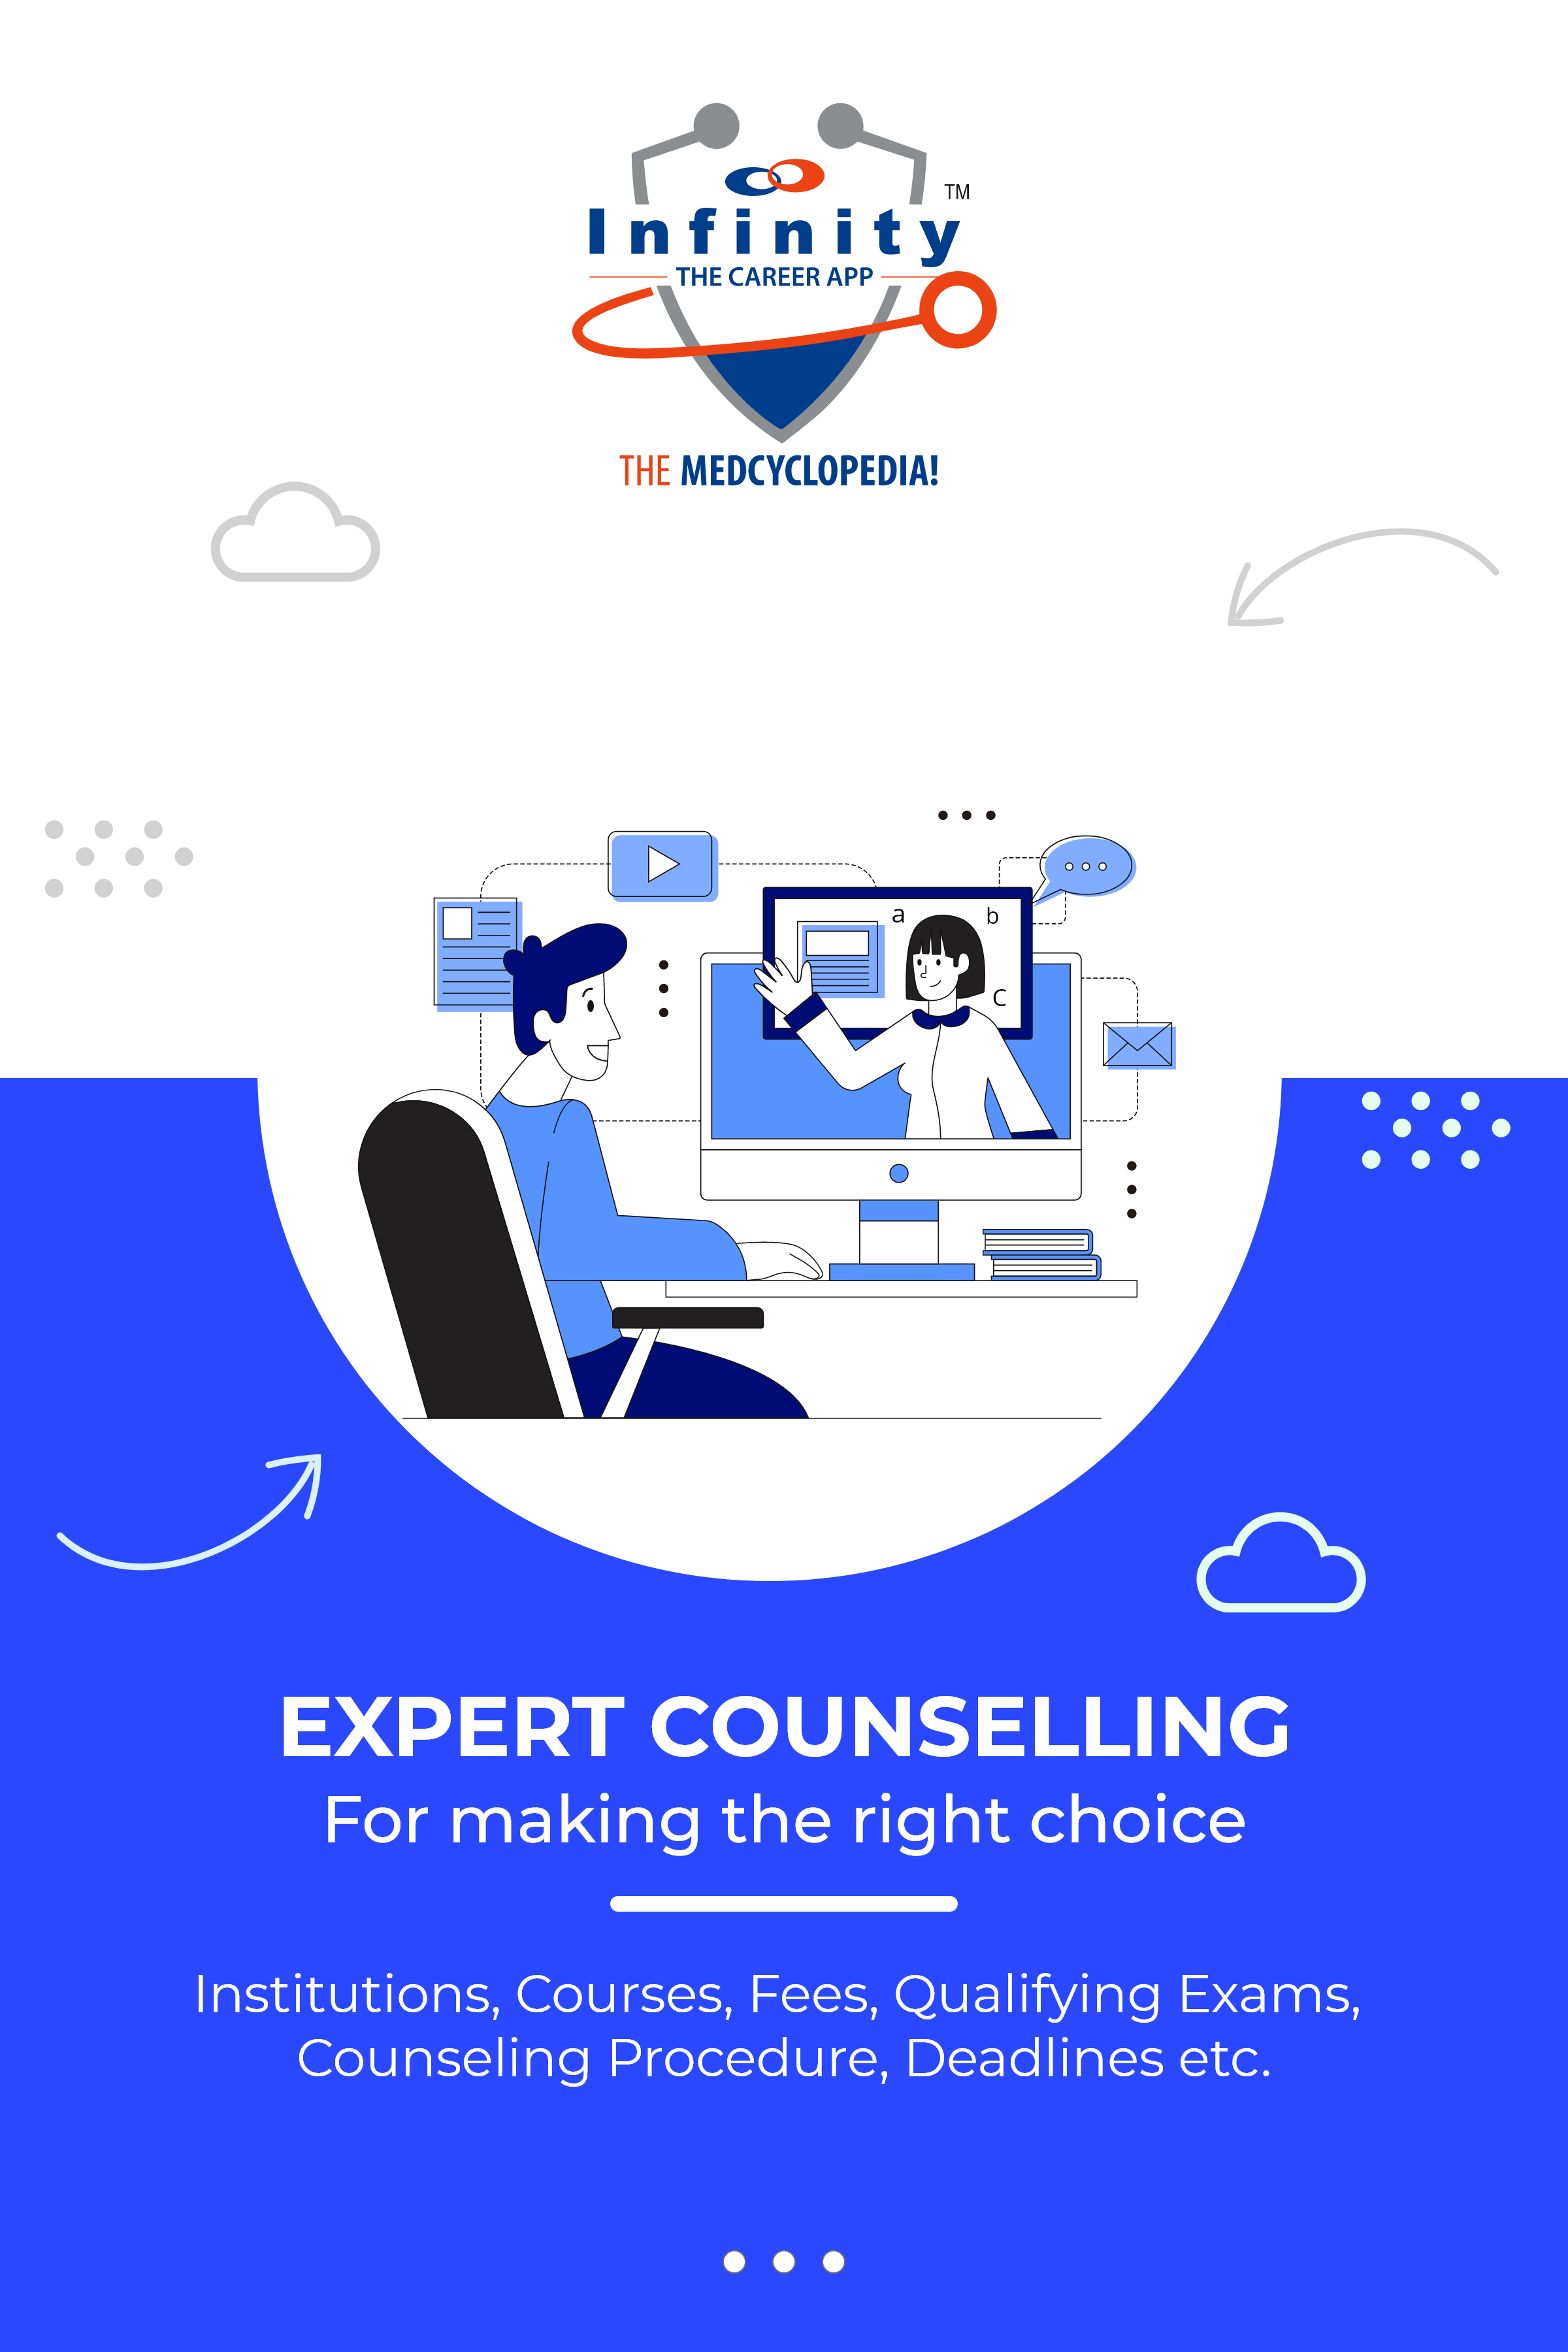 Infinity TM
THE CAREER APP
THE MEDCYCLOPEDIA!
a b
c
EXPERT COUNSELLING
For making the right choice
Institutions, Courses, Fees, Qualifying Exams,
Counseling Procedure, Deadlines etc.